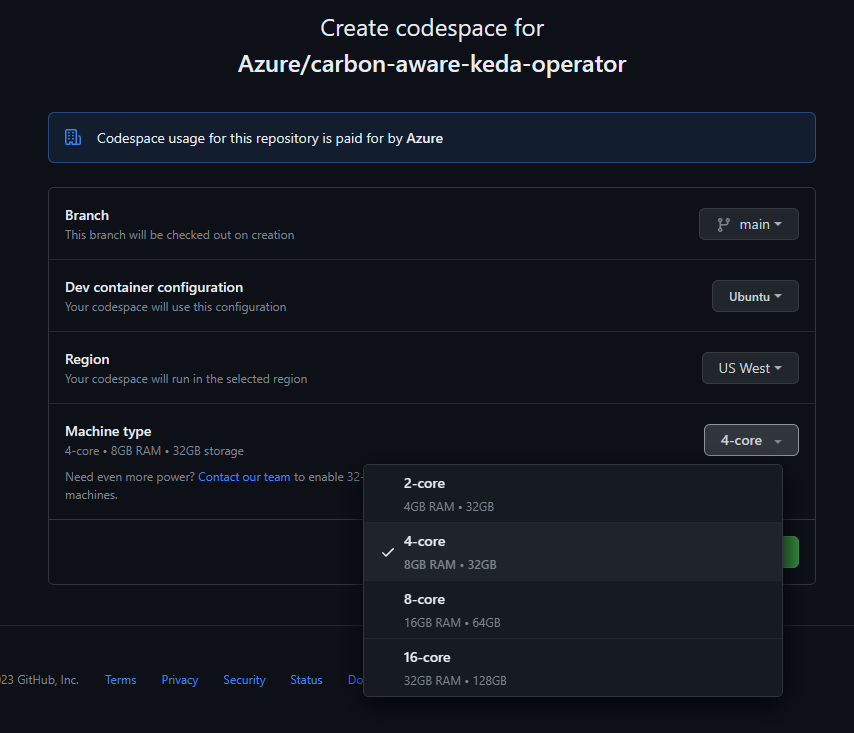 Create codespace for
Azure/carbon-aware-keda-operator
Codespace usage for this repository is paid for by Azure
Branch
This branch will be checked out on creation
main
Dev container configuration
Your codespace will use this configuration
Ubuntu
Region
Your codespace will run in the selected region
US West
Machine type
4-core • 8GB RAM • 32GB storage
4-core
Need even more power? Contact our team to enable 32-
machines.
2-core
4GB RAM • 32GB
4-core
8GB RAM • 32GB
8-core
16GB RAM • 64GB
16-core
32GB RAM • 128GB
23 GitHub, Inc. Terms Privacy Security Status Do